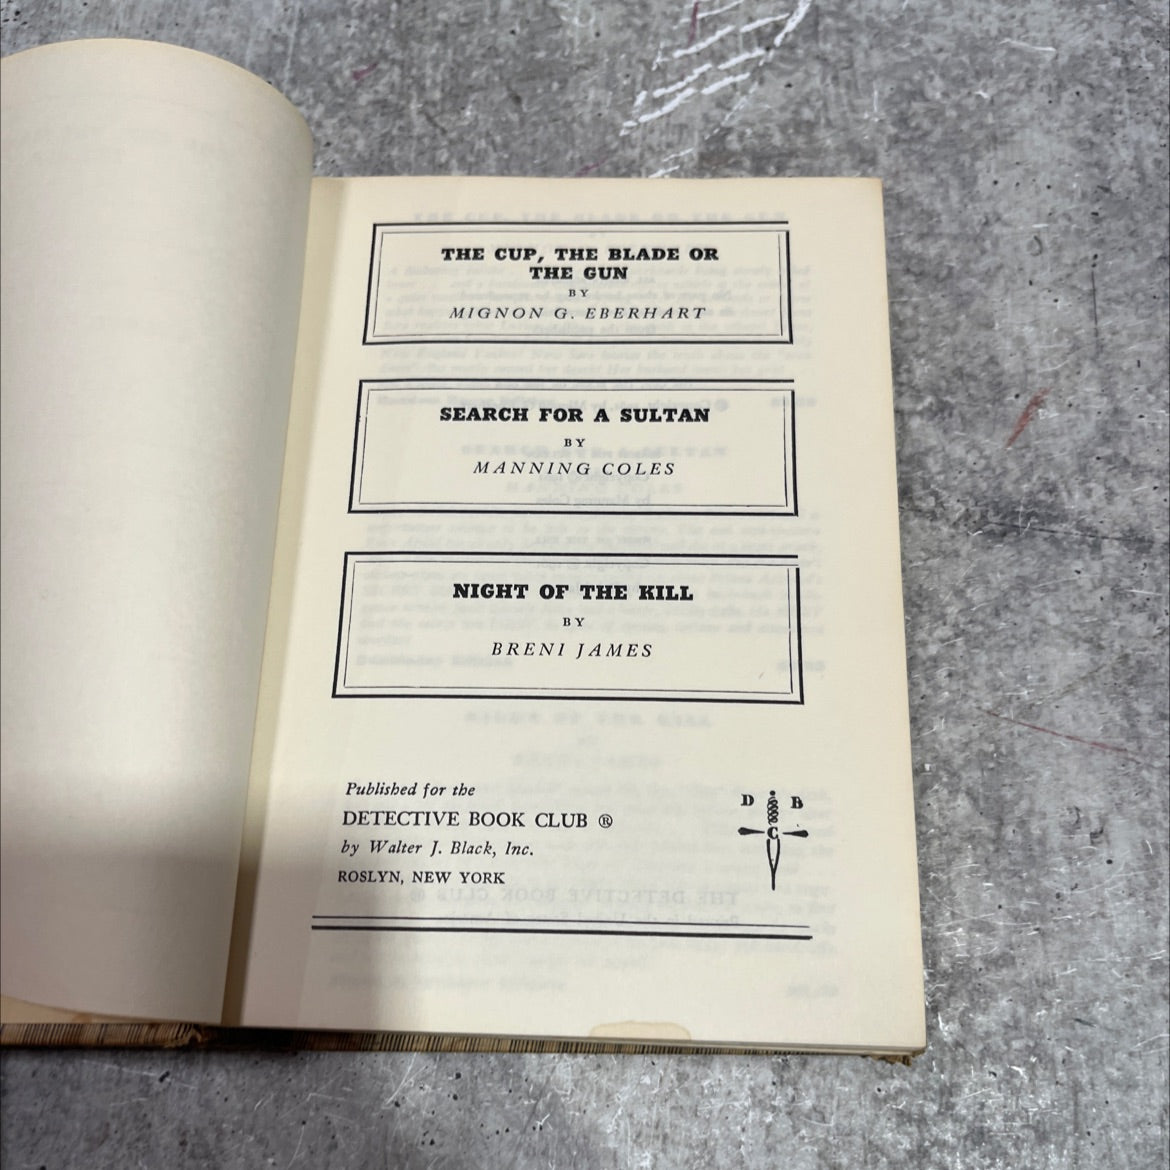 THE CUP, THE BLADE OR
THE GUN
BY
MIGNON G. EBERHART
SEARCH FOR A SULTAN
BY
MANNING COLES
NIGHT OF THE KILL
BY
BRENI JAMES
Published for the
DETECTIVE BOOK CLUB ®
by Walter J. Black, Inc.
ROSLYN, NEW YORK
D B
C